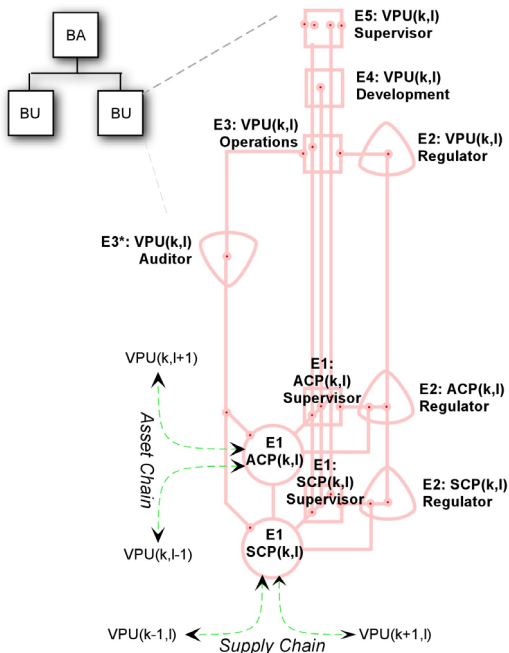 BA
BU
BU
E5: VPU(k,l)
Supervisor
E4: VPU(k,l)
Development
E3: VPU(k,l)
Operations
E2: VPU(k,l)
Regulator
E3*: VPU(k,l)
Auditor
VPU(k,l+1)
Asset Chain
VPU(k,l-1)
E1:
ACP(k,l)
Supervisor
E2: ACP(k,l)
Regulator
E1
ACP(k,l)
E1:
SCP(k,l)
Supervisor
E2: SCP(k,l)
Regulator
E1
SCP(k,l)
VPU(k-1,l)
Supply Chain
VPU(k+1,l)